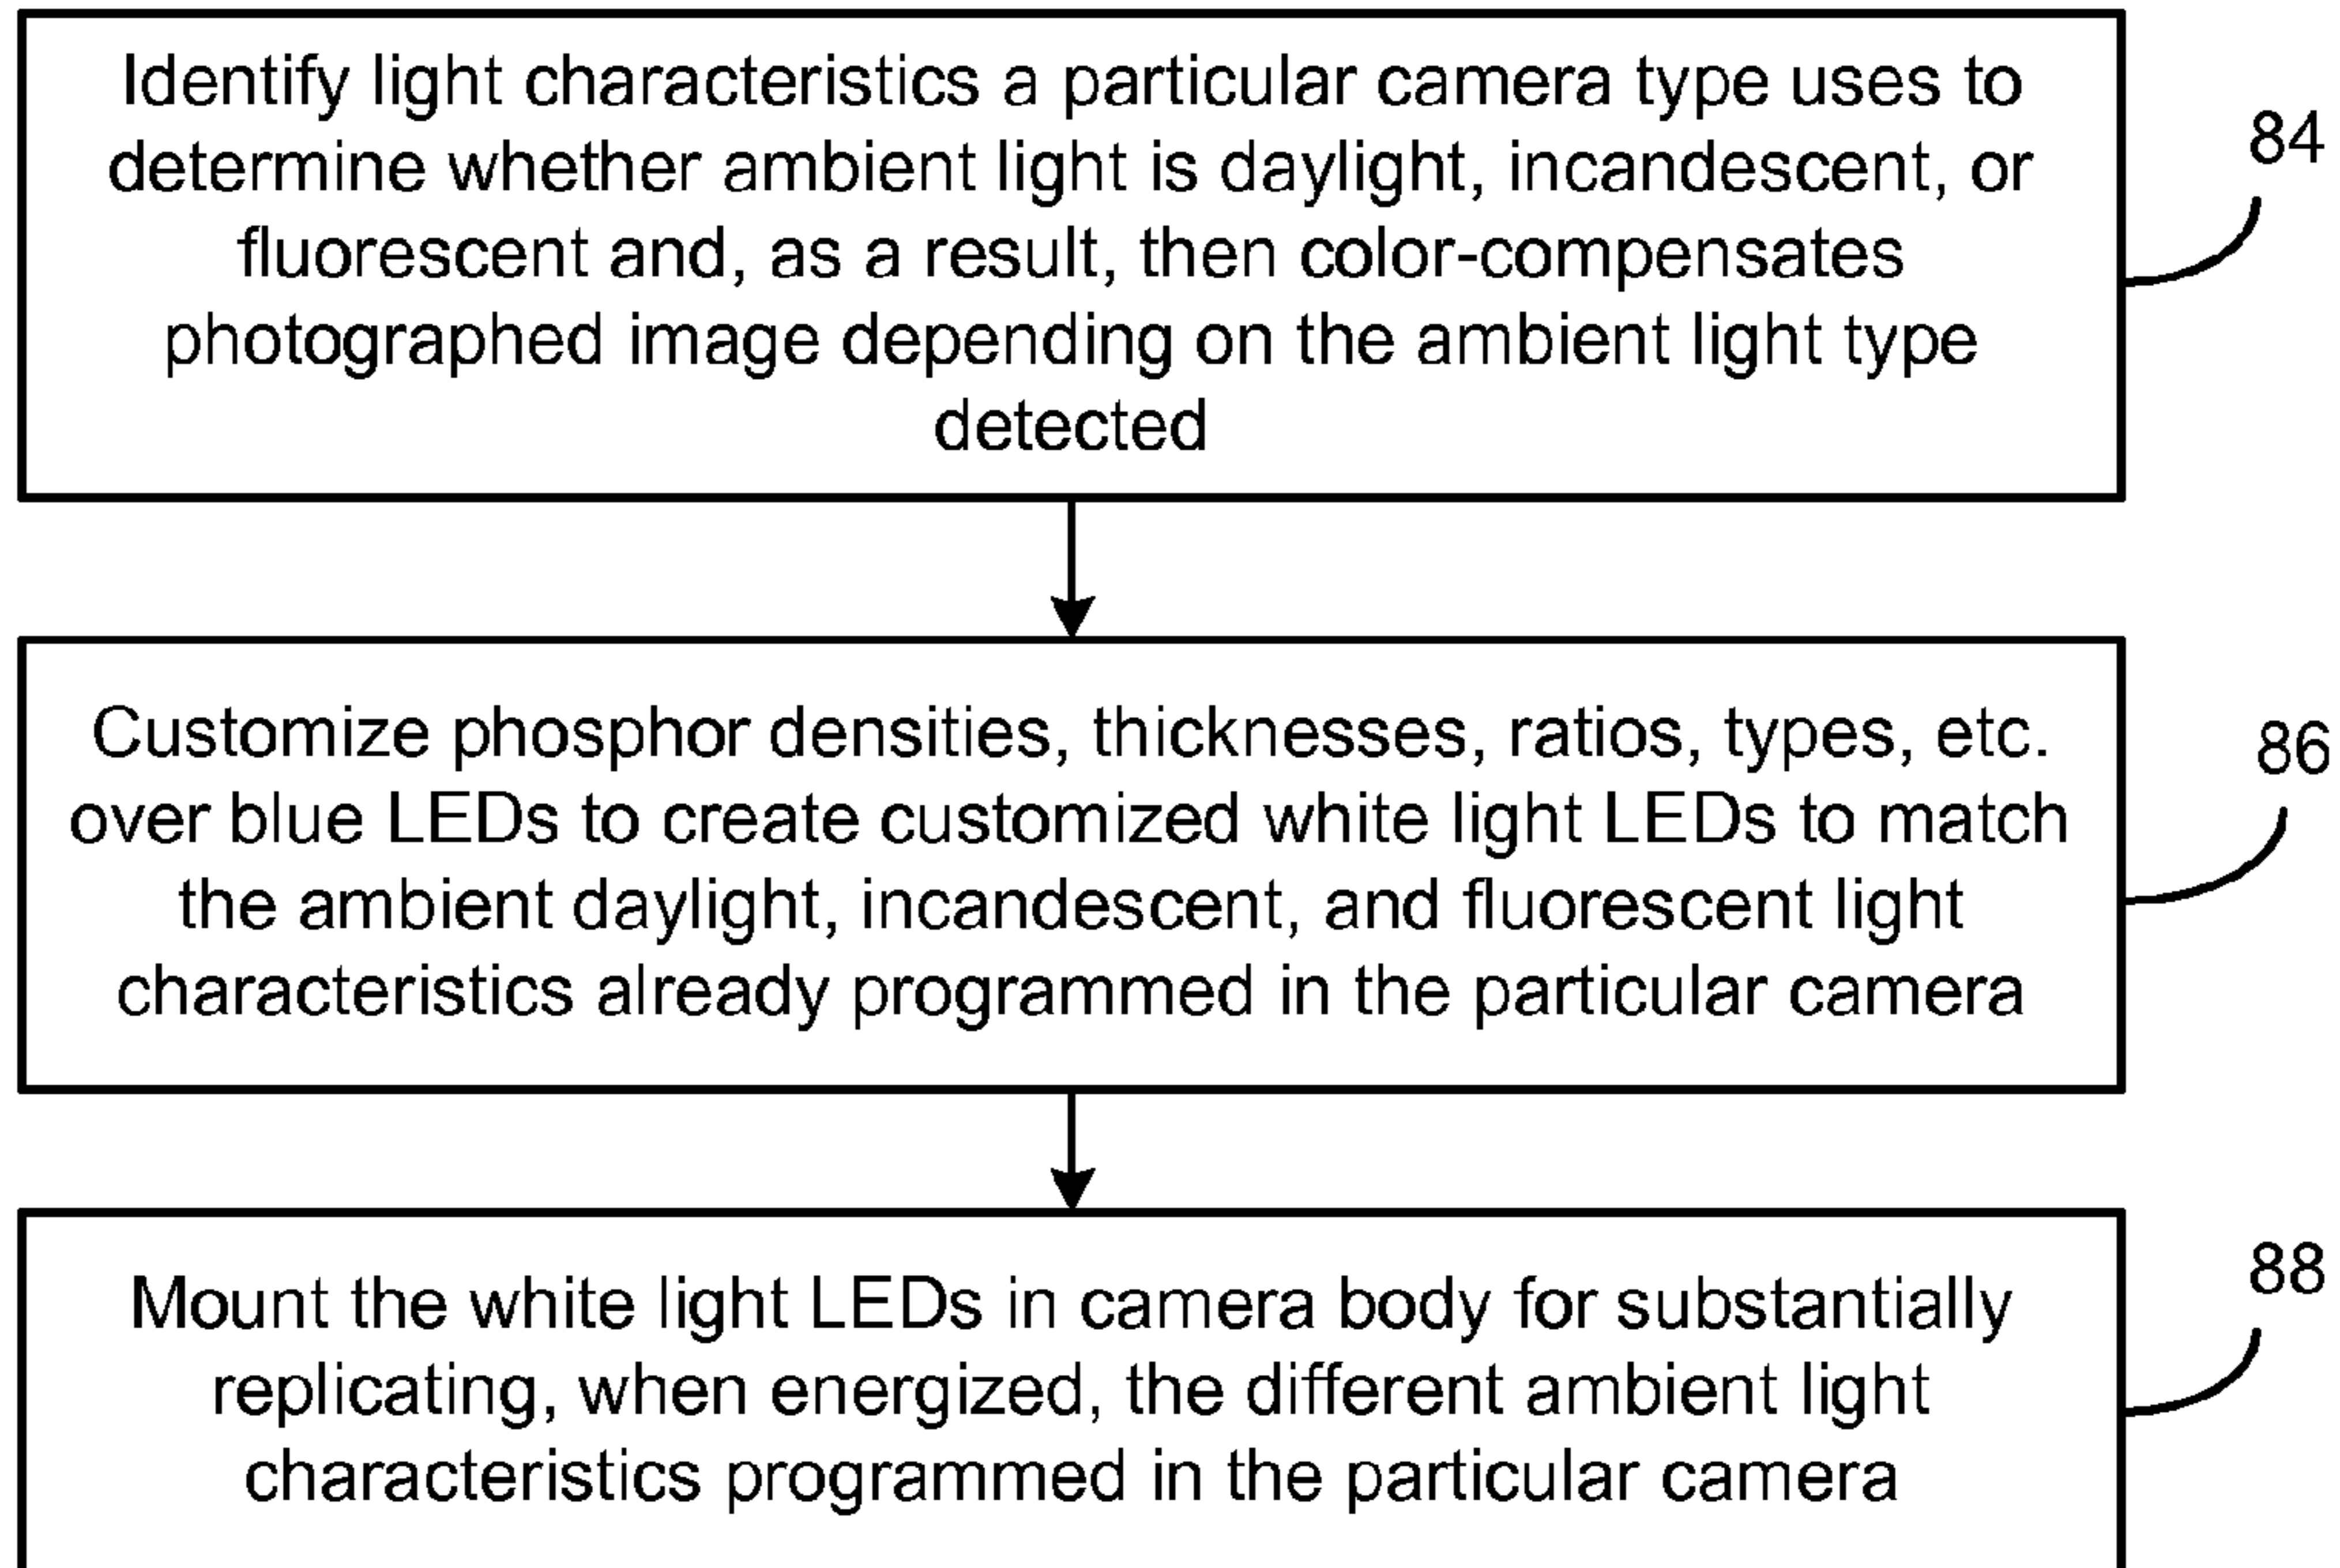 Identify light characteristics a particular camera type uses to
determine whether ambient light is daylight, incandescent, or
fluorescent and, as a result, then color-compensates
photographed image depending on the ambient light type
detected
84
Customize phosphor densities, thicknesses, ratios, types, etc.
over blue LEDs to create customized white light LEDs to match
the ambient daylight, incandescent, and fluorescent light
characteristics already programmed in the particular camera
86
Mount the white light LEDs in camera body for substantially
replicating, when energized, the different ambient light
characteristics programmed in the particular camera
88